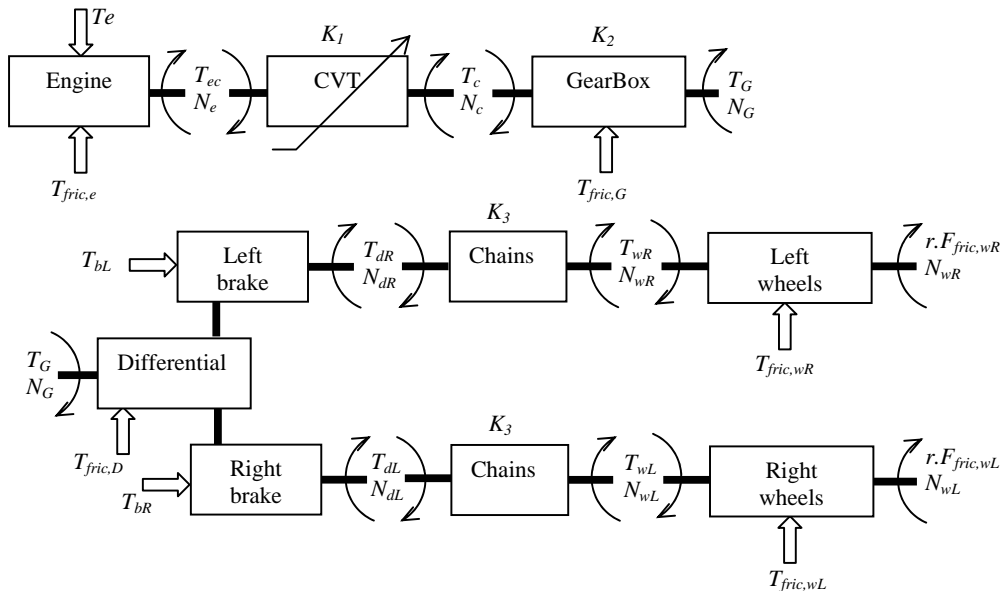 Te
K1
K2
Engine
Tec
Ne
CVT
Tc
Nc
GearBox
TG
NG
Tfric,e
Tfric,G
K3
TbL
Left
brake
TdR
NdR
Chains
TwR
NwR
Left
wheels
r.Ffric,wR
NwR
TG
NG
Differential
Tfric,wR
K3
Tfric,D
TbR
Right
brake
TdL
NdL
Chains
TwL
NwL
Right
wheels
r.Ffric,wL
NwL
Tfric,wL